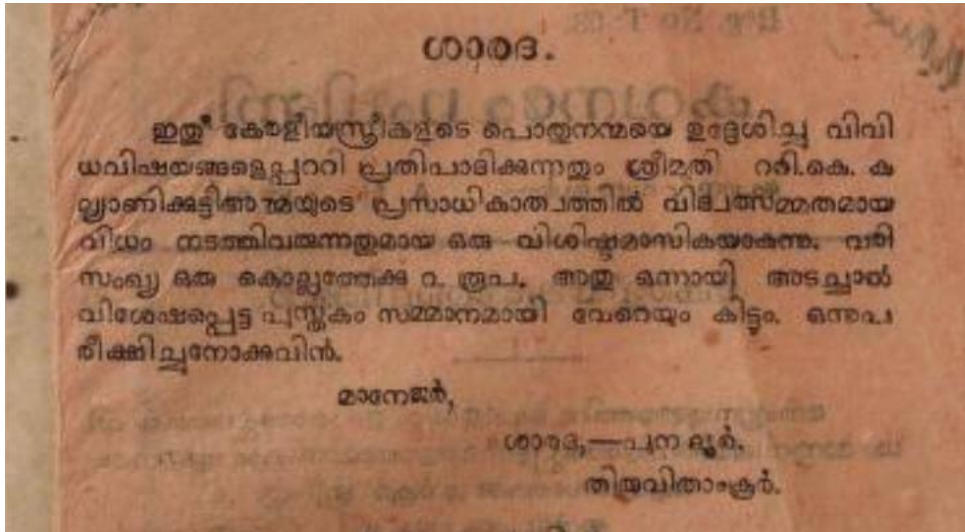 ശാരദ.
ഇതു് കേരളീയസ്ത്രീകളുടെ പൊതുനന്മയെ ഉദ്ദേശിച്ചു വിവി
ധവിഷയങ്ങളെപ്പററി പ്രതിപാദിക്കുന്നതും ശ്രീമതി റരി.കെ. ക
ല്യാണിക്കുട്ടിഅമ്മയുടെ പ്രസാധികാത്വത്തിൽ വിദ്വത്സമ്മതമായ
വിധം നടത്തിവരുന്നതുമായ ഒരു വിശിഷ്ടമാസികയാകുന്നു. വരി
സംഖ്യ ഒരു കൊല്ലത്തേക്കു ൨ രൂപ. അതു ഒന്നായി അടച്ചാൽ
വിശേഷപ്പെട്ട പുസ്തകം സമ്മാനമായി വേറെയും കിട്ടും. ഒന്നുപ
രീക്ഷിച്ചുനോക്കുവിൻ.
മാനേജർ,
ശാരദ,—പുനലൂർ.
തിരുവിതാംകൂർ.